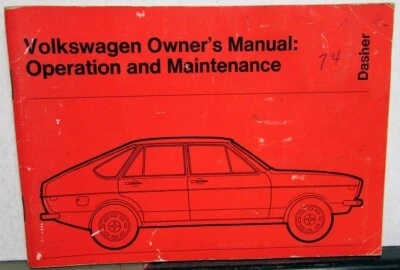 Volkswagen Owner's Manual:
Operation and Maintenance
74
Dasher